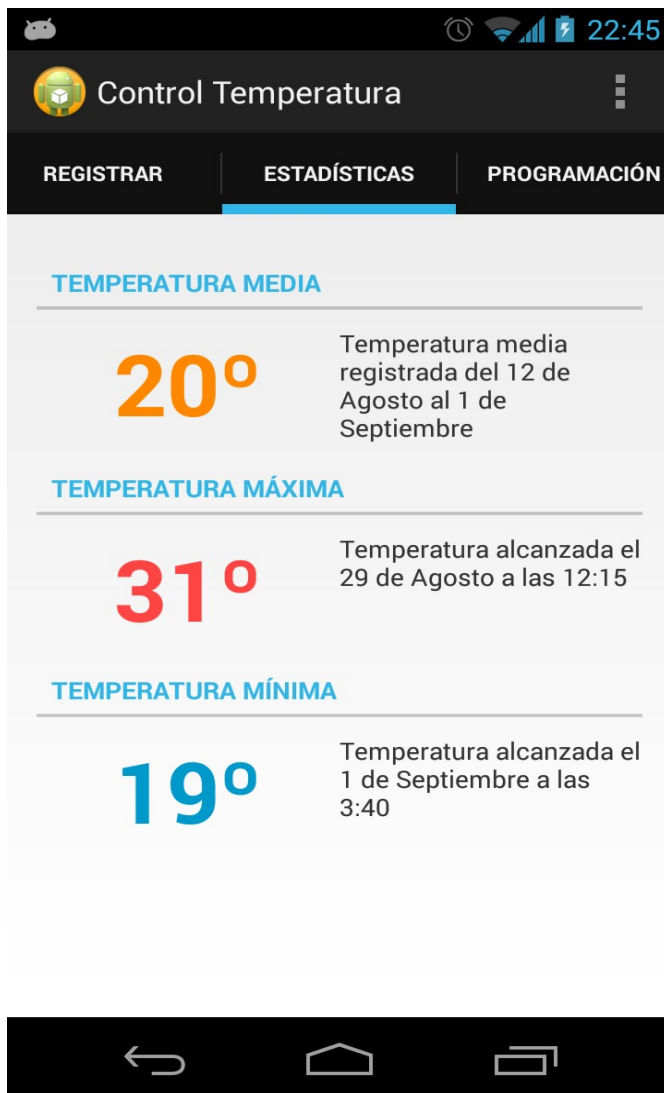 22:45
Control Temperatura
REGISTRAR ESTADÍSTICAS PROGRAMACIÓN
TEMPERATURA MEDIA
20º
Temperatura media
registrada del 12 de
Agosto al 1 de
Septiembre
TEMPERATURA MÁXIMA
31º
Temperatura alcanzada el
29 de Agosto a las 12:15
TEMPERATURA MÍNIMA
19º
Temperatura alcanzada el
1 de Septiembre a las
3:40